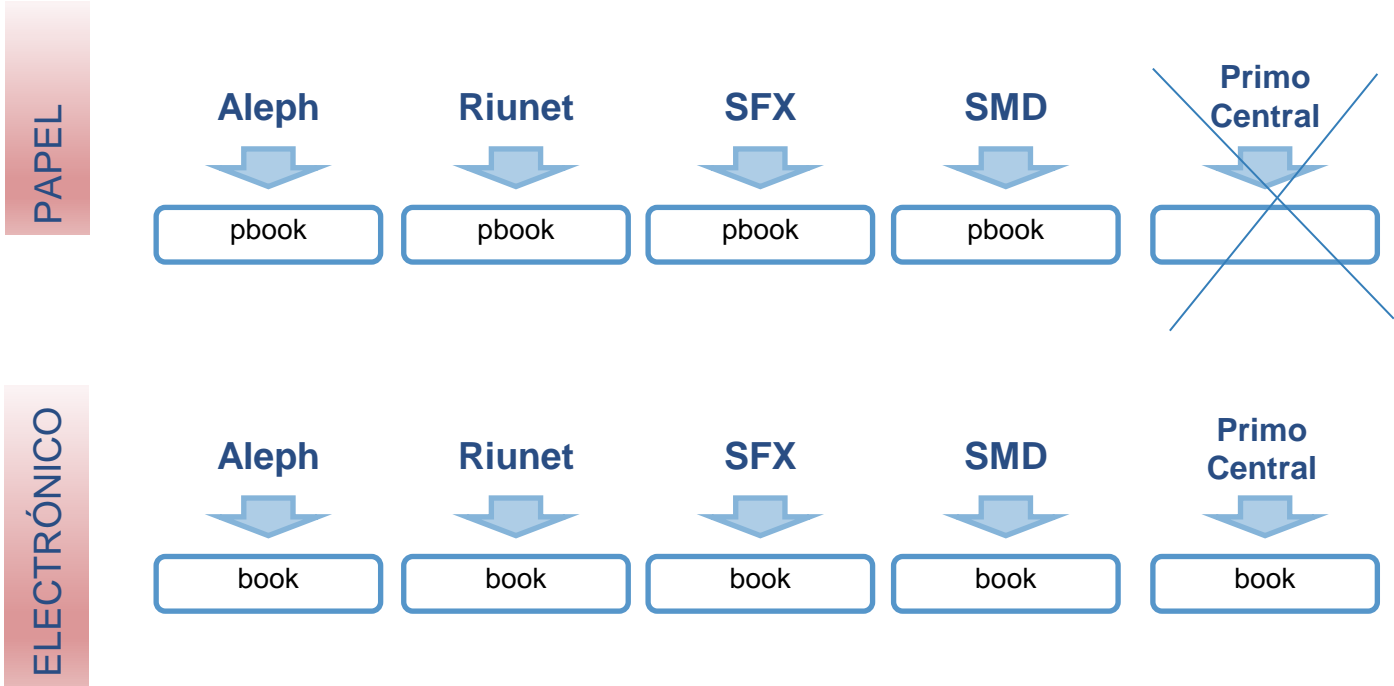 PAPEL
Aleph
Riunet
SFX
SMD
Primo
Central
pbook
pbook
pbook
pbook
ELECTRÓNICO
Aleph
Riunet
SFX
SMD
Primo
Central
book
book
book
book
book